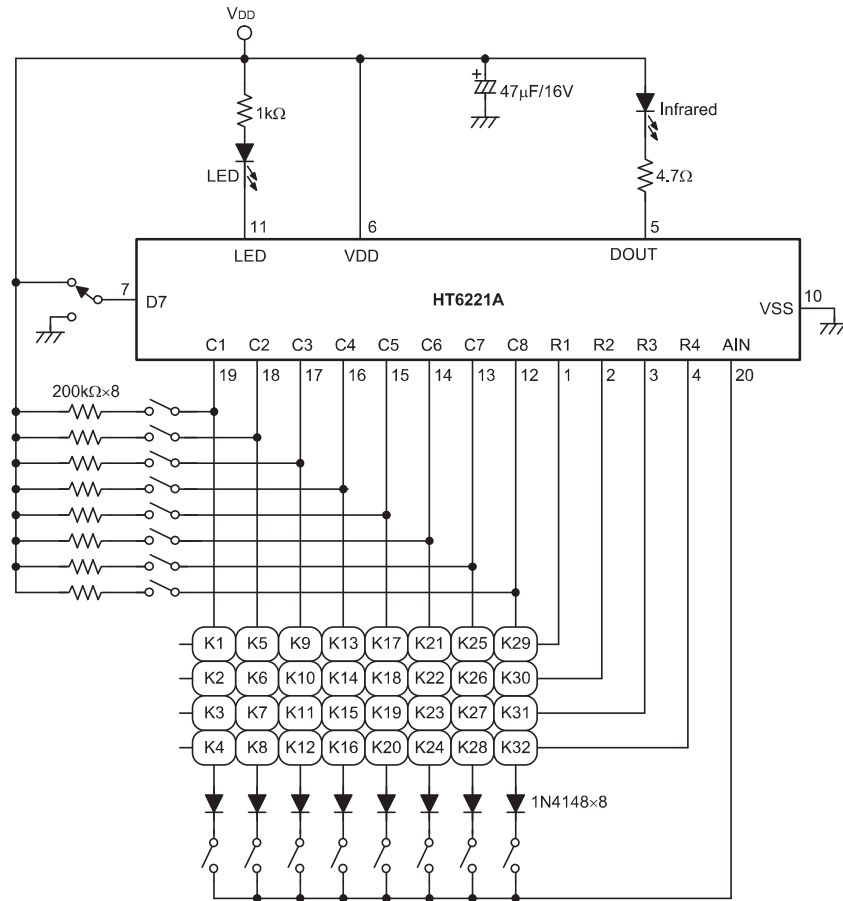 VDD
1kΩ
47μF/16V
+
Infrared
LED
4.7Ω
11 6 5
LED VDD DOUT
7 D7 HT6221A VSS 10
C1 C2 C3 C4 C5 C6 C7 C8 R1 R2 R3 R4 AIN
19 18 17 16 15 14 13 12 1 2 3 4 20
200kΩ×8
K1 K5 K9 K13 K17 K21 K25 K29
K2 K6 K10 K14 K18 K22 K26 K30
K3 K7 K11 K15 K19 K23 K27 K31
K4 K8 K12 K16 K20 K24 K28 K32
1N4148×8